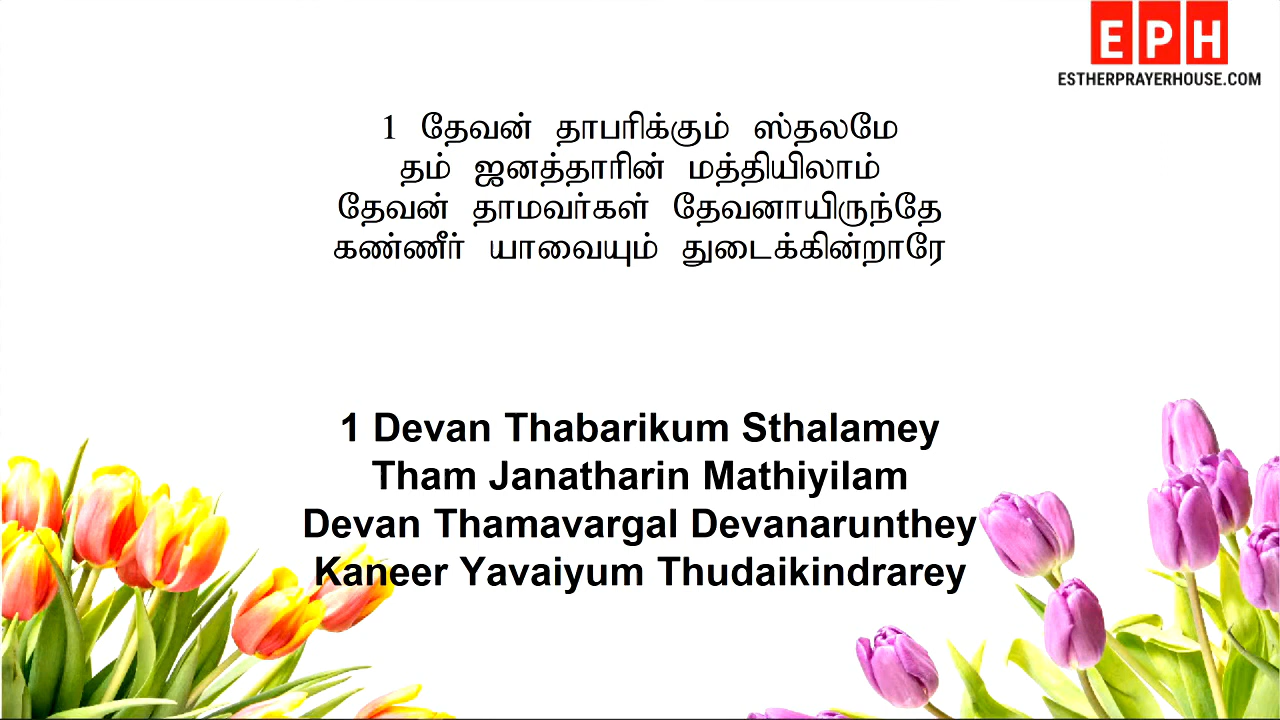 EPH
ESTHERPRAYERHOUSE.COM
1 தேவன் தாபரிக்கும் ஸ்தலமே
தம் ஜனத்தாரின் மத்தியிலாம்
தேவன் தாமவர்கள் தேவனாயிருந்தே
கண்ணீர் யாவையும் துடைக்கின்றாரே
1 Devan Thabarikum Sthalamey
Tham Janatharin Mathiyilam
Devan Thamavargal Devanarunthey
Kaneer Yavaiyum Thudaikindrarey